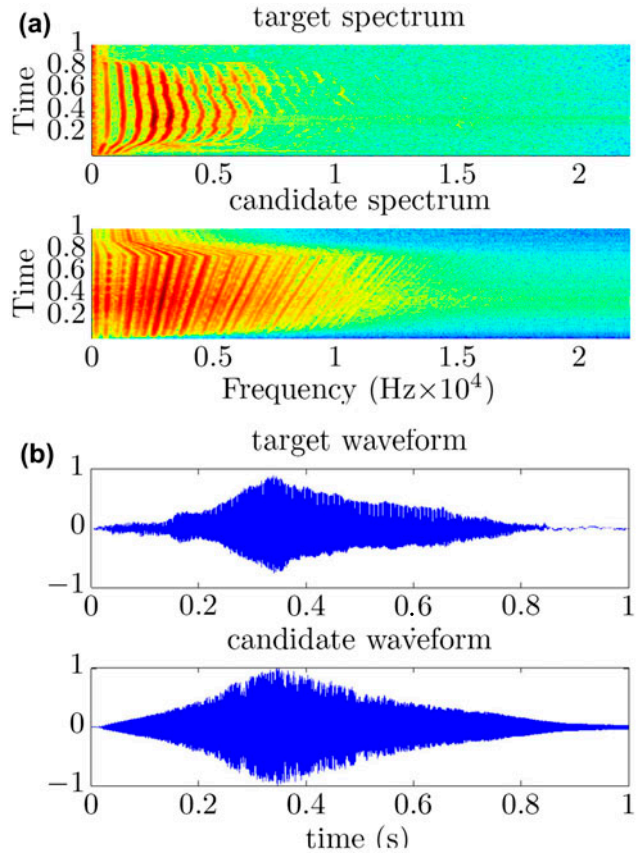 (a)
target spectrum
1
0.8
0.6
0.4
0.2
Time
0 0.5 1 1.5 2
candidate spectrum
1
0.8
0.6
0.4
0.2
Time
0 0.5 1 1.5 2
Frequency (Hz×10⁴)
(b)
target waveform
1
0
−1
0 0.2 0.4 0.6 0.8 1
candidate waveform
1
0
−1
0 0.2 0.4 0.6 0.8 1
time (s)